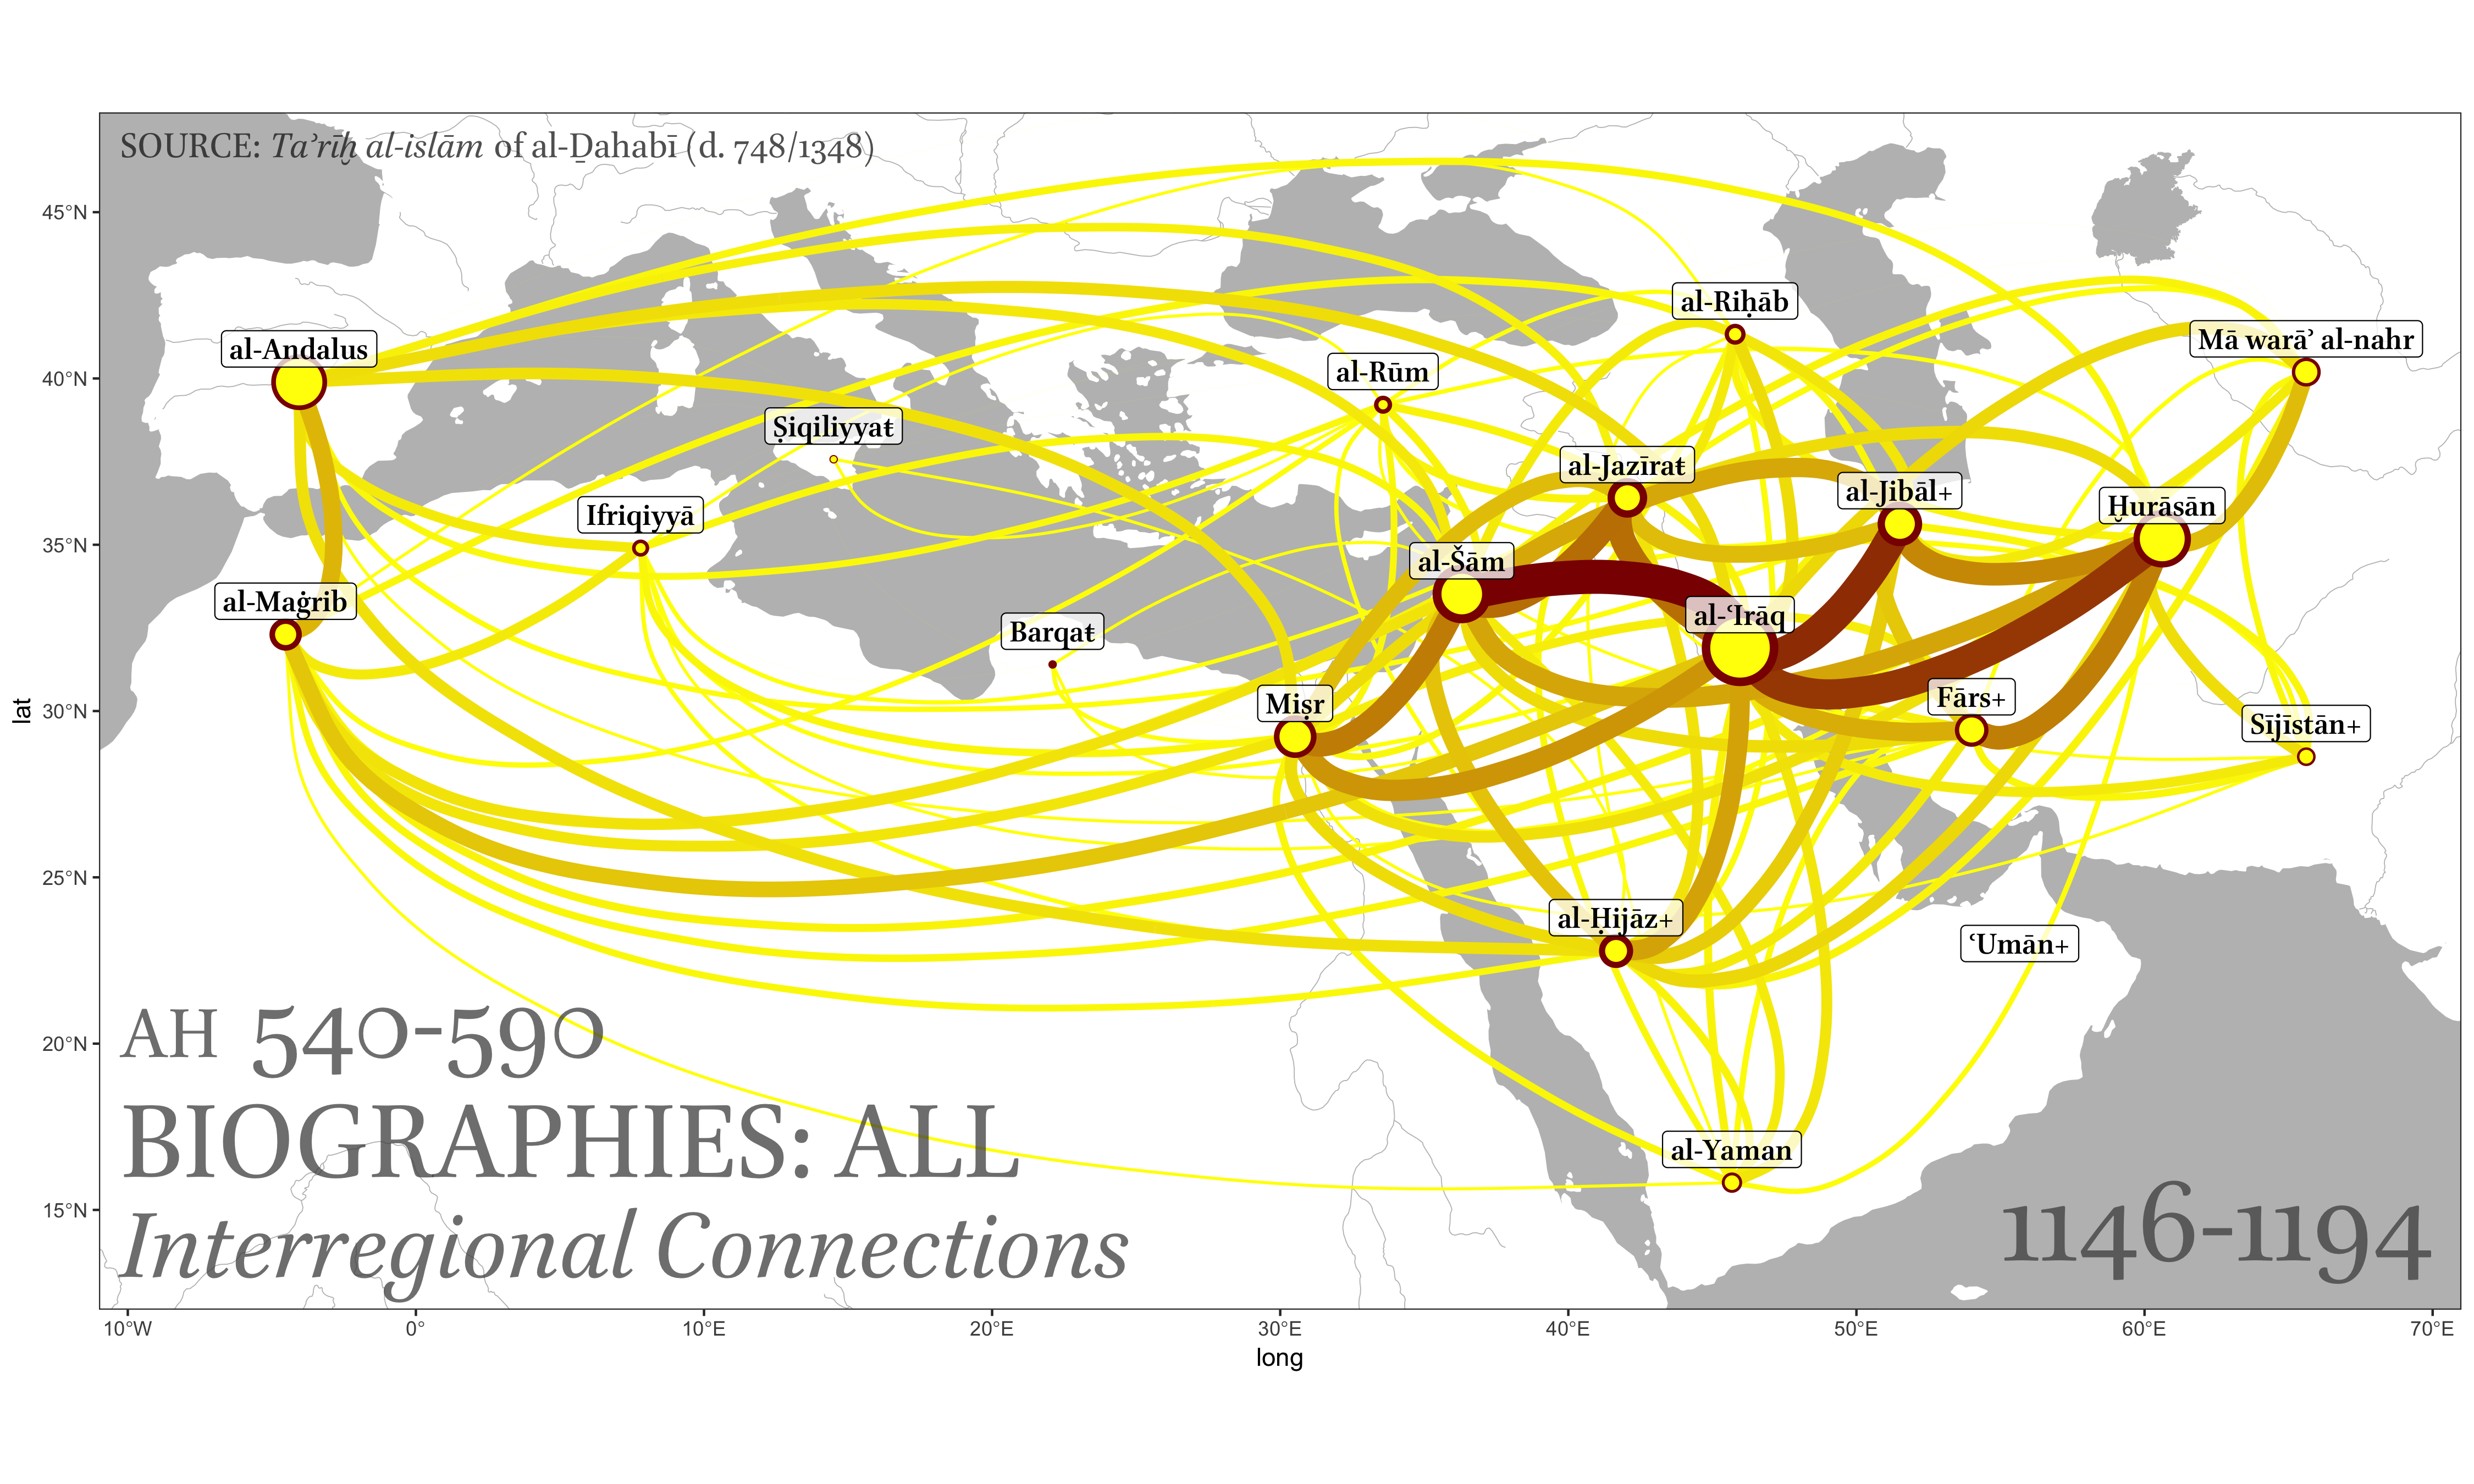 SOURCE: Taʾrīḫ al-islām of al-Ḏahabī (d. 748/1348)
45°N
40°N
35°N
30°N
25°N
20°N
15°N
lat
al-Riḥāb
Mā warāʾ al-nahr
al-Andalus
al-Rūm
Ṣiqiliyyaŧ
al-Jazīraŧ
al-Jibāl+
Ḫurāsān
Ifriqiyyā
al-Šām
al-Maġrib
al-ʿIrāq
Barqaŧ
Miṣr
Fārs+
Sījīstān+
al-Ḥijāz+
ʿUmān+
al-Yaman
AH 540-590
BIOGRAPHIES: ALL
Interregional Connections
1146-1194
10°W 0° 10°E 20°E 30°E 40°E 50°E 60°E 70°E
long